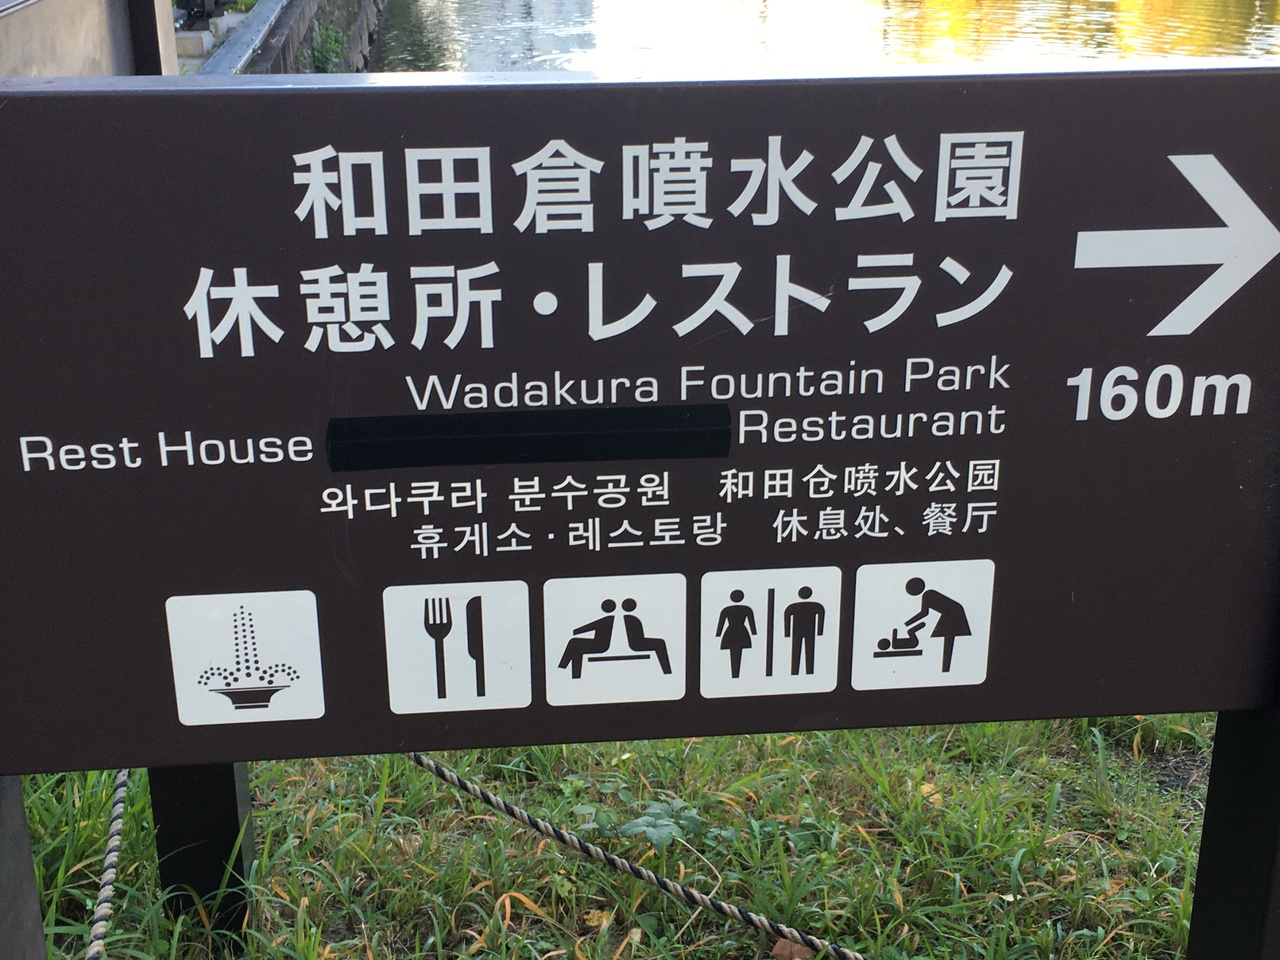 和田倉噴水公園
休憩所・レストラン
Wadakura Fountain Park
Rest House Restaurant
와다쿠라 분수공원 和田仓喷水公园
휴게소·레스토랑 休息处、餐厅
160m